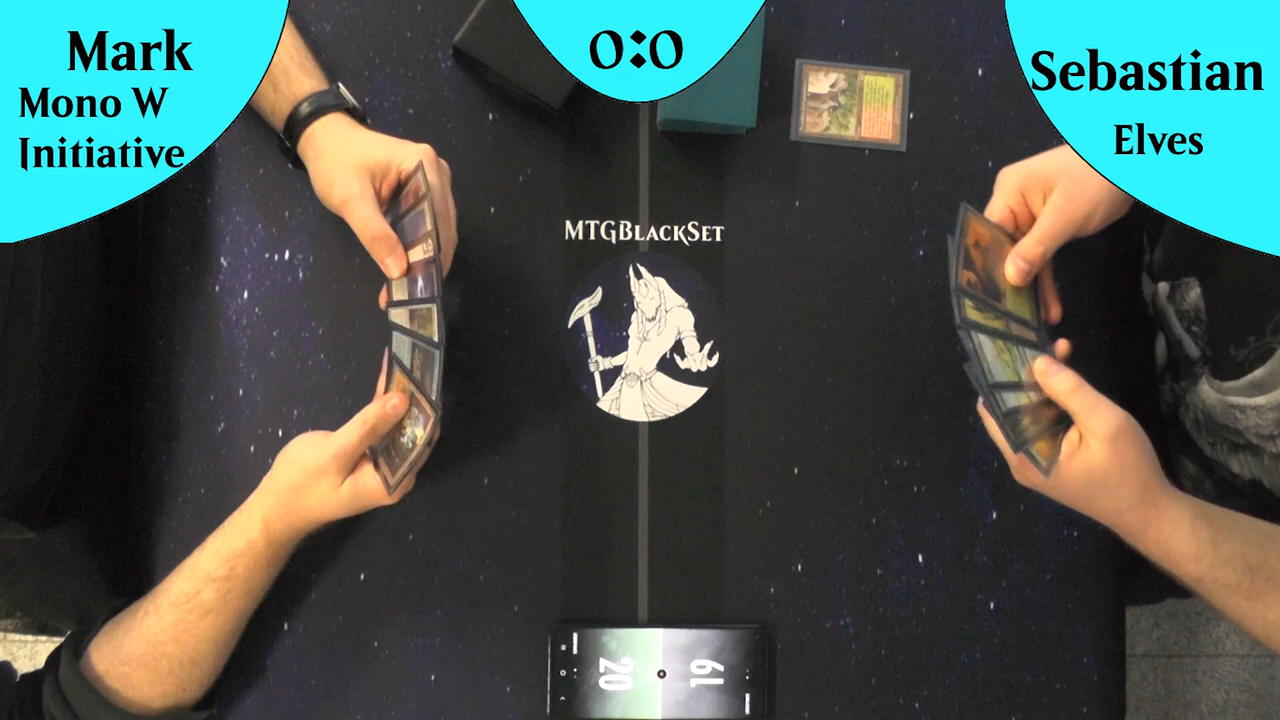 Mark
Mono W
Initiative
0:0
Sebastian
Elves
MTGBlackSet
20
19